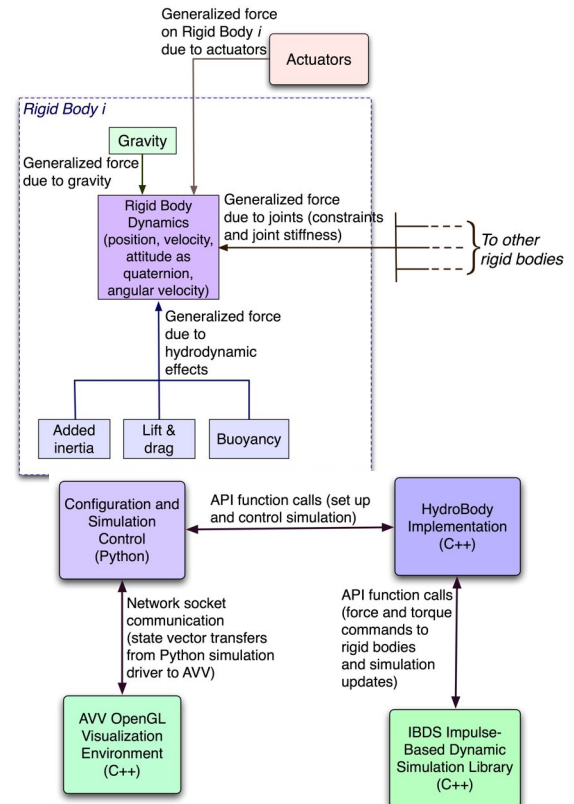 Generalized force
on Rigid Body i
due to actuators
Actuators
Rigid Body i
Gravity
Generalized force
due to gravity
Rigid Body
Dynamics
(position, velocity,
attitude as
quaternion,
angular velocity)
Generalized force
due to joints (constraints
and joint stiffness)
To other
rigid bodies
Generalized force
due to
hydrodynamic
effects
Added
inertia
Lift &
drag
Buoyancy
Configuration and
Simulation
Control
(Python)
API function calls (set up
and control simulation)
HydroBody
Implementation
(C++)
Network socket
communication
(state vector transfers
from Python simulation
driver to AVV)
API function calls
(force and torque
commands to
rigid bodies
and simulation
updates)
AVV OpenGL
Visualization
Environment
(C++)
IBDS Impulse-
Based Dynamic
Simulation Library
(C++)